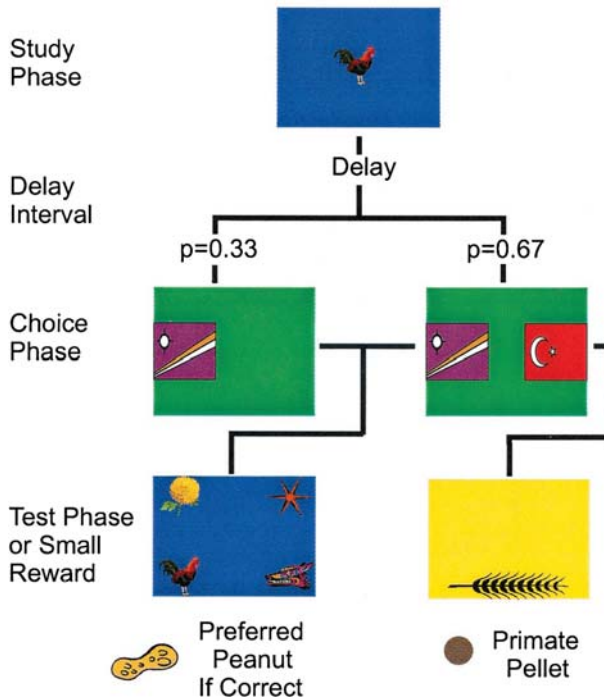 Study
Phase
Delay
Delay
Interval
p=0.33
p=0.67
Choice
Phase
Test Phase
or Small
Reward
Preferred
Peanut
If Correct
Primate
Pellet